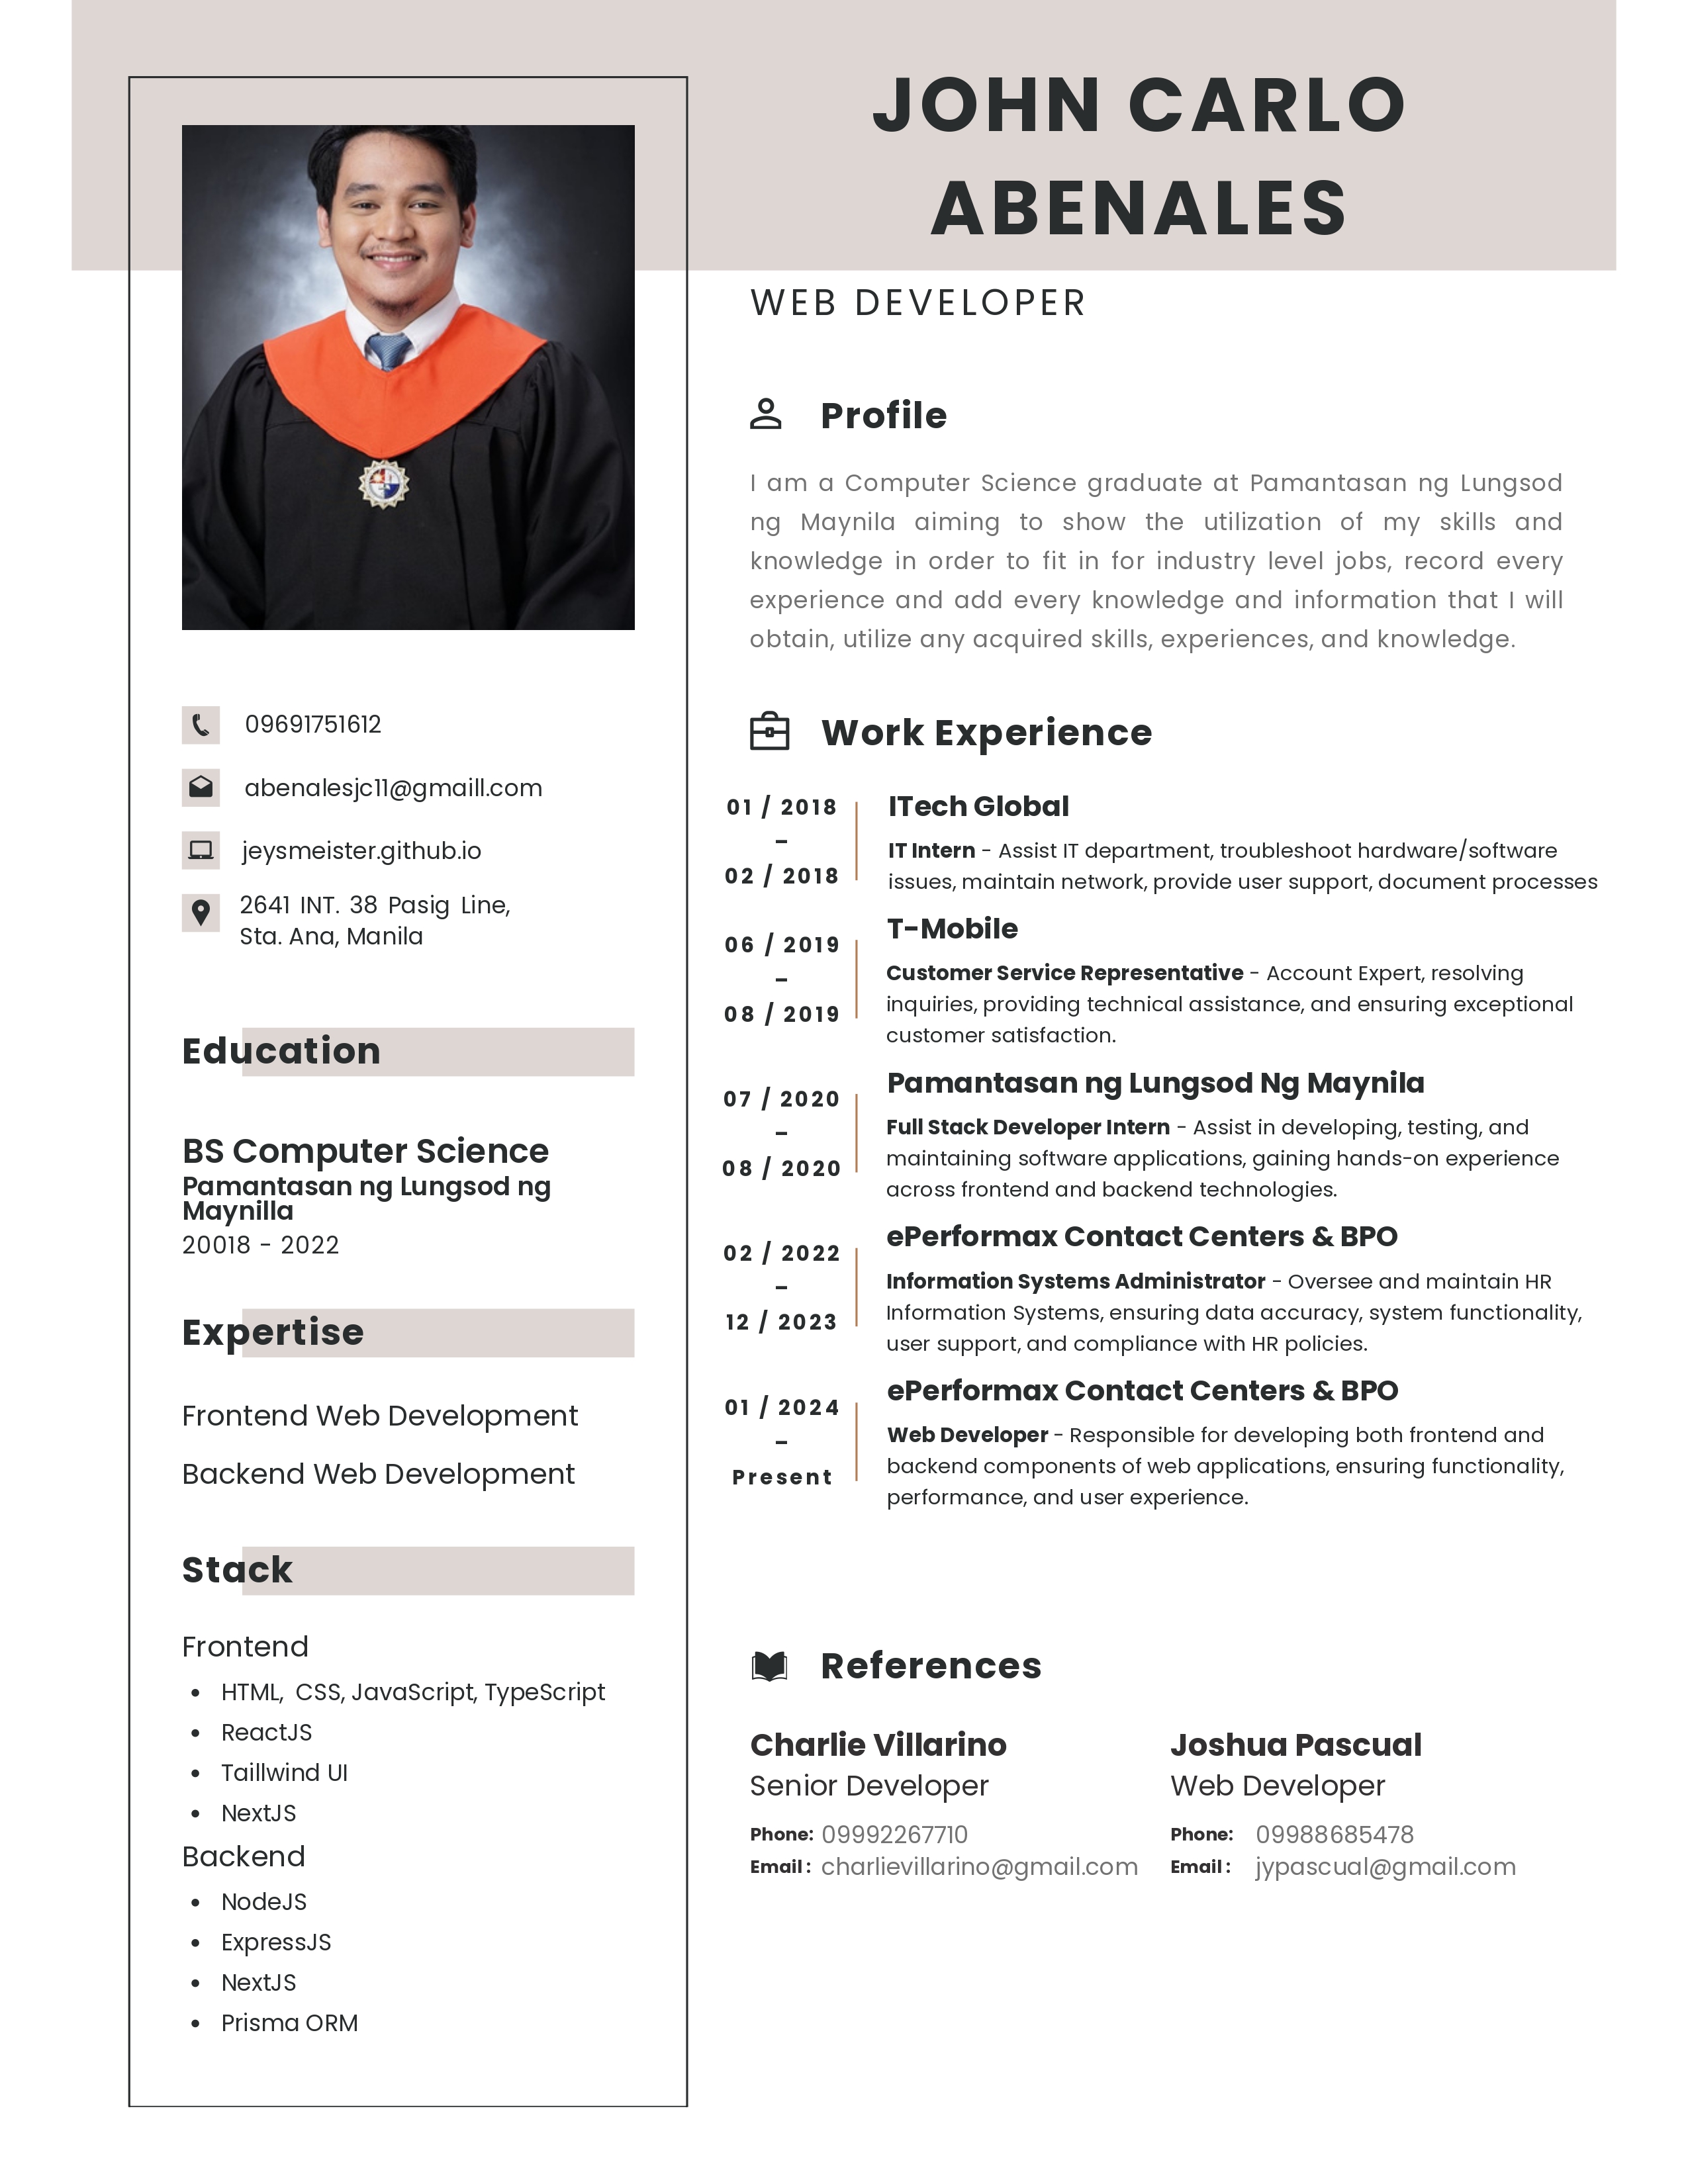 JOHN CARLO
ABENALES
WEB DEVELOPER
09691751612
abenalesjc11@gmaill.com
jeysmeister.github.io
2641 INT. 38 Pasig Line,
Sta. Ana, Manila
Education
BS Computer Science
Pamantasan ng Lungsod ng
Maynilla
20018 - 2022
Expertise
Frontend Web Development
Backend Web Development
Stack
Frontend
• HTML, CSS, JavaScript, TypeScript
• ReactJS
• Taillwind UI
• NextJS
Backend
• NodeJS
• ExpressJS
• NextJS
• Prisma ORM
Profile
I am a Computer Science graduate at Pamantasan ng Lungsod
ng Maynila aiming to show the utilization of my skills and
knowledge in order to fit in for industry level jobs, record every
experience and add every knowledge and information that I will
obtain, utilize any acquired skills, experiences, and knowledge.
Work Experience
01 / 2018
-
02 / 2018
ITech Global
IT Intern - Assist IT department, troubleshoot hardware/software
issues, maintain network, provide user support, document processes
06 / 2019
-
08 / 2019
T-Mobile
Customer Service Representative - Account Expert, resolving
inquiries, providing technical assistance, and ensuring exceptional
customer satisfaction.
07 / 2020
-
08 / 2020
Pamantasan ng Lungsod Ng Maynila
Full Stack Developer Intern - Assist in developing, testing, and
maintaining software applications, gaining hands-on experience
across frontend and backend technologies.
02 / 2022
-
12 / 2023
ePerformax Contact Centers & BPO
Information Systems Administrator - Oversee and maintain HR
Information Systems, ensuring data accuracy, system functionality,
user support, and compliance with HR policies.
01 / 2024
-
Present
ePerformax Contact Centers & BPO
Web Developer - Responsible for developing both frontend and
backend components of web applications, ensuring functionality,
performance, and user experience.
References
Charlie Villarino
Senior Developer
Phone: 09992267710
Email : charlievillarino@gmail.com
Joshua Pascual
Web Developer
Phone: 09988685478
Email : jypascual@gmail.com